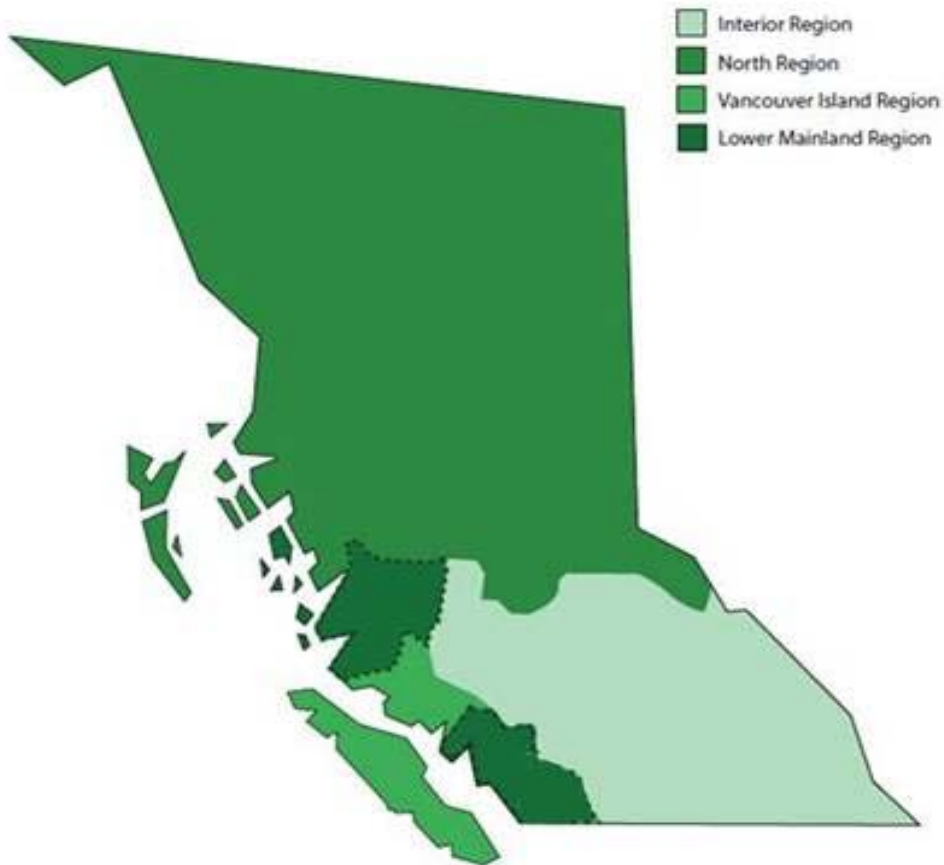 Interior Region
North Region
Vancouver Island Region
Lower Mainland Region